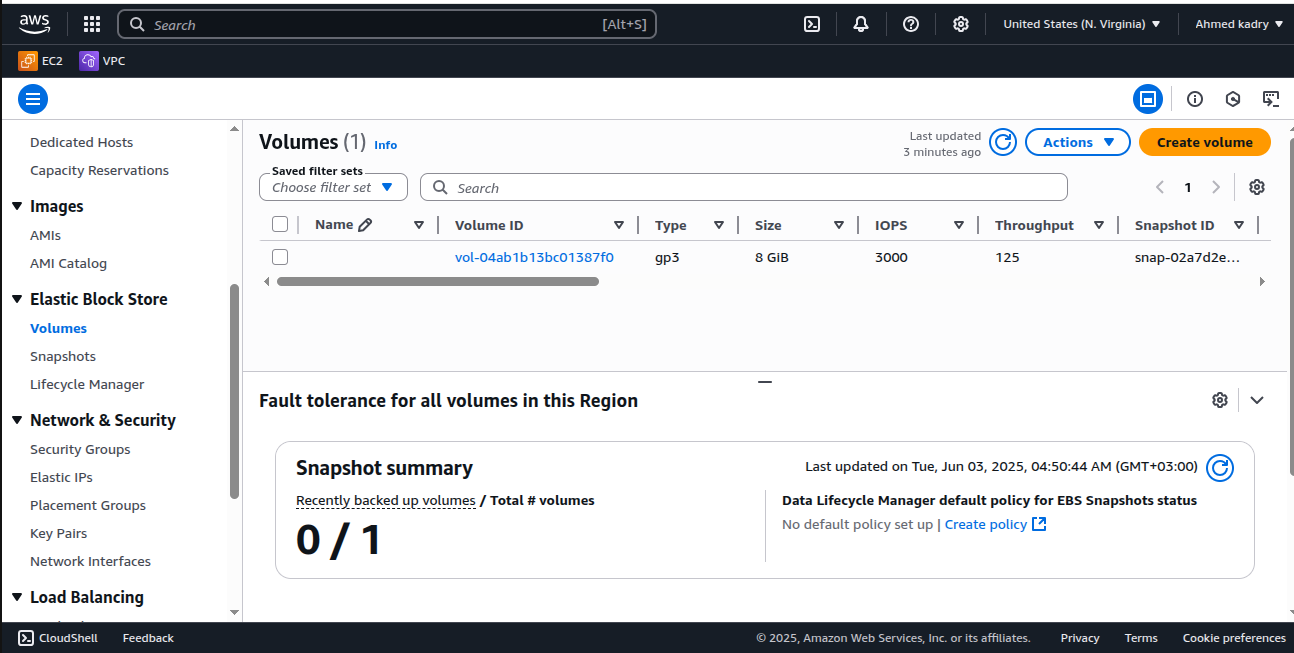 aws Search [Alt+S] United States (N. Virginia) Ahmed kadry
EC2 VPC
Dedicated Hosts
Capacity Reservations
Images
AMIs
AMI Catalog
Elastic Block Store
Volumes
Snapshots
Lifecycle Manager
Network & Security
Security Groups
Elastic IPs
Placement Groups
Key Pairs
Network Interfaces
Load Balancing
Volumes (1) Info
Last updated
3 minutes ago
Actions
Create volume
Saved filter sets
Choose filter set
Search
1
Name Volume ID Type Size IOPS Throughput Snapshot ID
vol-04ab1b13bc01387f0 gp3 8 GiB 3000 125 snap-02a7d2e...
Fault tolerance for all volumes in this Region
Snapshot summary
Last updated on Tue, Jun 03, 2025, 04:50:44 AM (GMT+03:00)
Recently backed up volumes / Total # volumes
0 / 1
Data Lifecycle Manager default policy for EBS Snapshots status
No default policy set up | Create policy
CloudShell Feedback © 2025, Amazon Web Services, Inc. or its affiliates. Privacy Terms Cookie preferences